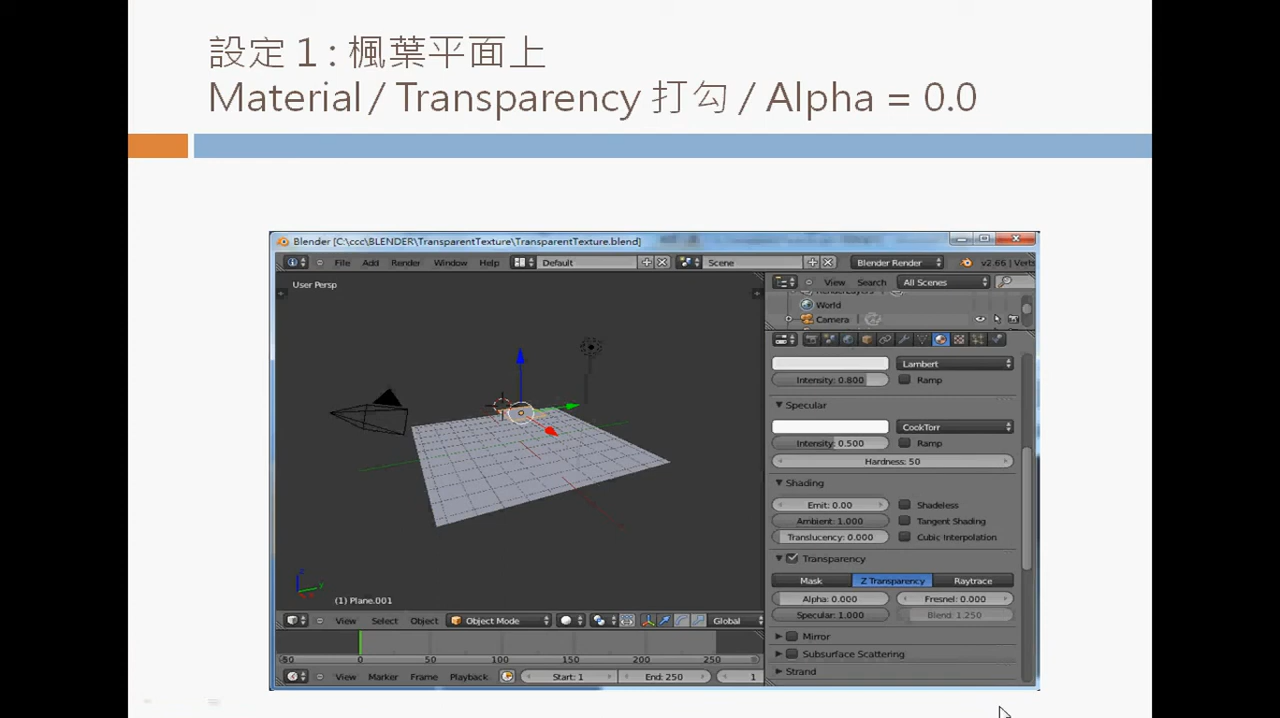 設定 1 : 楓葉平面上
Material / Transparency 打勾 / Alpha = 0.0
Blender [C:\ccc\BLENDER\TransparentTexture\TransparentTexture.blend]
File Add Render Window Help Default Scene Blender Render v2.66 | Verts
User Persp
View Search All Scenes
World
Camera
Lambert
Intensity: 0.800 Ramp
Specular
CookTorr
Intensity: 0.500 Ramp
Hardness: 50
Shading
Emit: 0.00 Shadeless
Ambient: 1.000 Tangent Shading
Translucency: 0.000 Cubic Interpolation
Transparency
Mask Z Transparency Raytrace
Alpha: 0.000 Fresnel: 0.000
Specular: 1.000 Blend: 1.250
Mirror
Subsurface Scattering
Strand
(1) Plane.001
View Select Object Object Mode Global
-50 0 50 100 150 200 250
View Marker Frame Playback Start: 1 End: 250 1